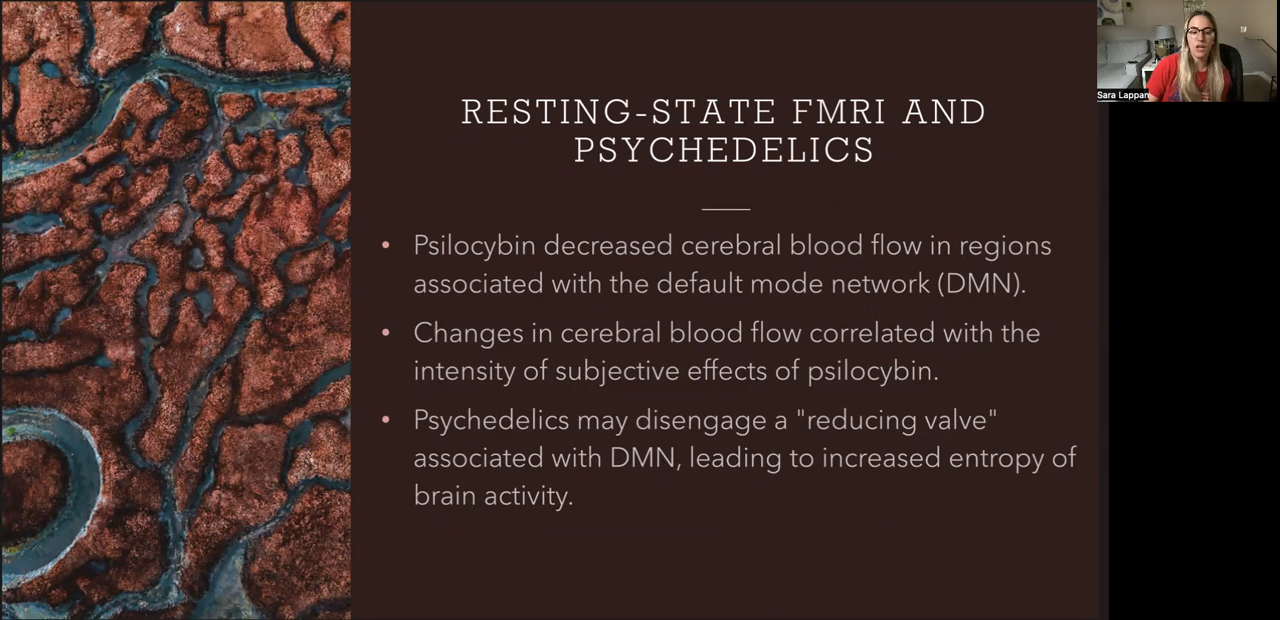 RESTING-STATE FMRI AND
PSYCHEDELICS
• Psilocybin decreased cerebral blood flow in regions
associated with the default mode network (DMN).
• Changes in cerebral blood flow correlated with the
intensity of subjective effects of psilocybin.
• Psychedelics may disengage a "reducing valve"
associated with DMN, leading to increased entropy of
brain activity.
Sara Lappan